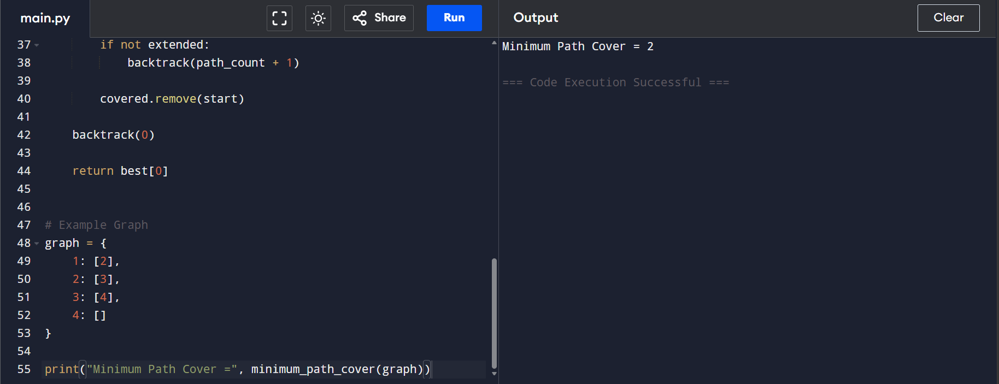 main.py
Share
Run
Output
Clear
37 if not extended:
38 backtrack(path_count + 1)
39
40 covered.remove(start)
41
42 backtrack(0)
43
44 return best[0]
45
46
47 # Example Graph
48 graph = {
49 1: [2],
50 2: [3],
51 3: [4],
52 4: []
53 }
54
55 print("Minimum Path Cover =", minimum_path_cover(graph))
Minimum Path Cover = 2
=== Code Execution Successful ===